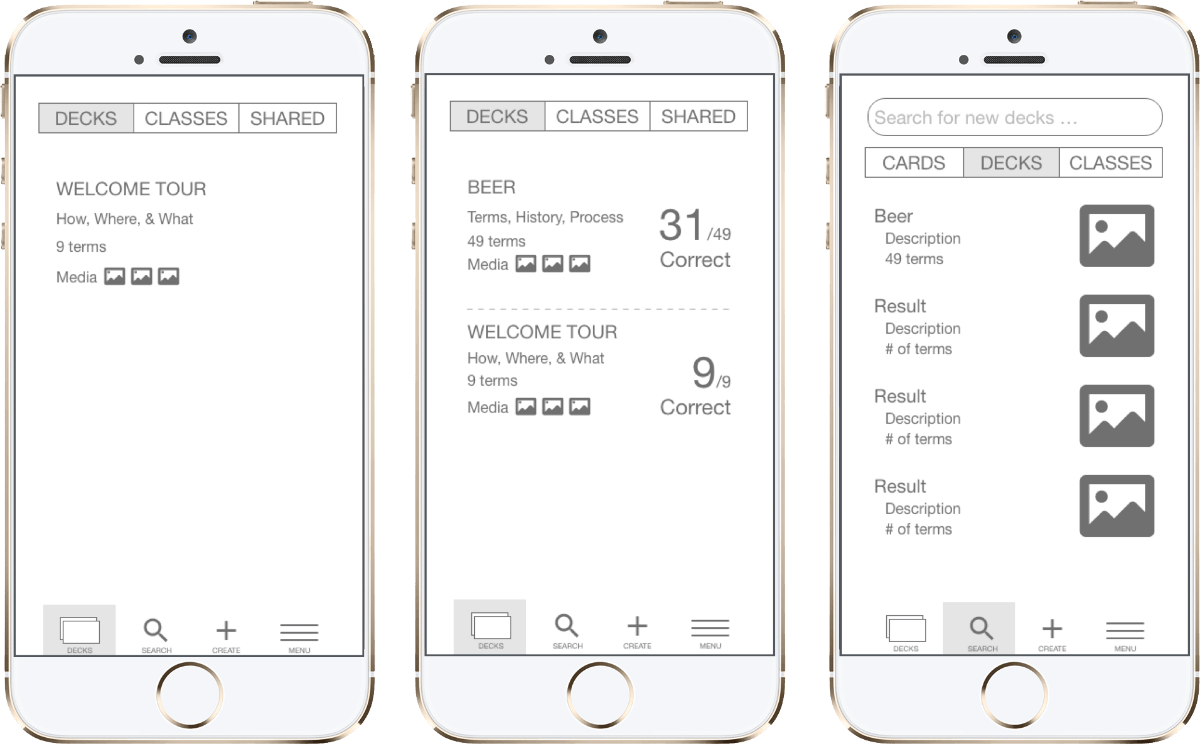 DECKS CLASSES SHARED
WELCOME TOUR
How, Where, & What
9 terms
Media
DECKS SEARCH CREATE MENU
DECKS CLASSES SHARED
BEER
Terms, History, Process
49 terms
Media
31/49
Correct
WELCOME TOUR
How, Where, & What
9 terms
Media
9/9
Correct
DECKS SEARCH CREATE MENU
Search for new decks ...
CARDS DECKS CLASSES
Beer
Description
49 terms
Result
Description
# of terms
Result
Description
# of terms
Result
Description
# of terms
DECKS SEARCH CREATE MENU